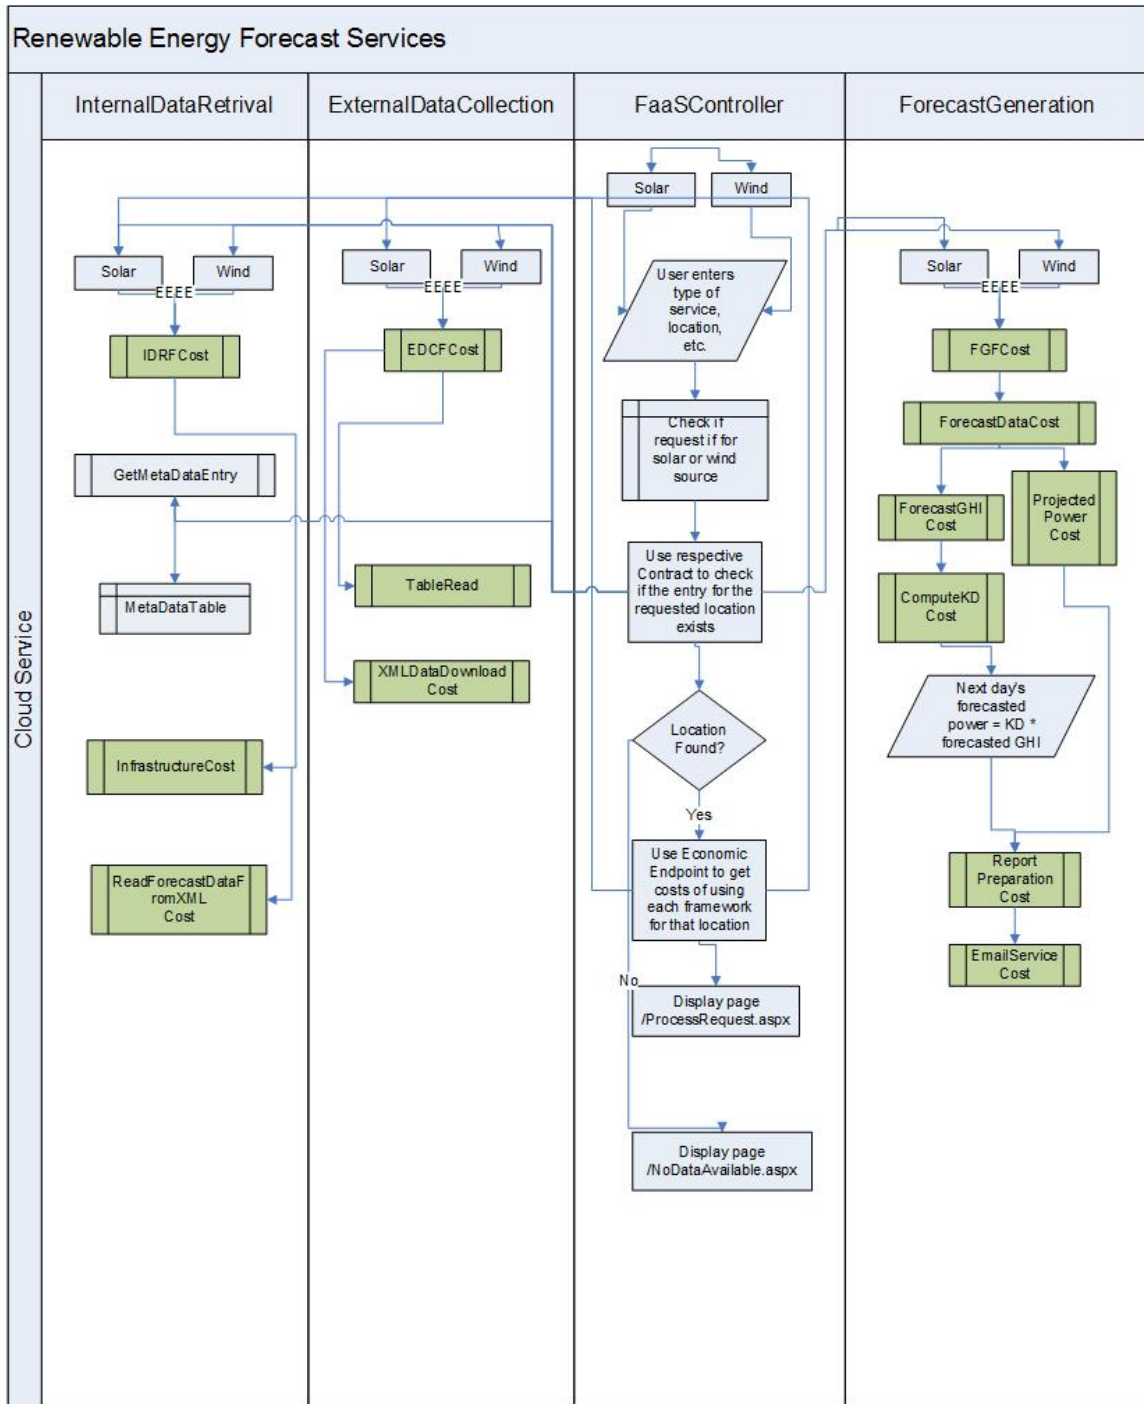 Renewable Energy Forecast Services
Cloud Service
InternalDataRetrival
ExternalDataCollection
FaaSController
ForecastGeneration
Solar
Wind
EEEE
IDRFCost
GetMetaDataEntry
MetaDataTable
InfrastructureCost
ReadForecastDataF
romXML
Cost
Solar
Wind
EEEE
EDCFCost
TableRead
XMLDataDownload
Cost
Solar
Wind
User enters
type of
service,
location,
etc.
Check if
request if for
solar or wind
source
Use respective
Contract to check
if the entry for the
requested location
exists
Location
Found?
Yes
Use Economic
Endpoint to get
costs of using
each framework
for that location
No
Display page
/ProcessRequest.aspx
Display page
/NoDataAvailable.aspx
Solar
Wind
EEEE
FGFCost
ForecastDataCost
ForecastGHI
Cost
Projected
Power
Cost
ComputeKD
Cost
Next day's
forecasted
power = KD *
forecasted GHI
Report
Preparation
Cost
EmailService
Cost